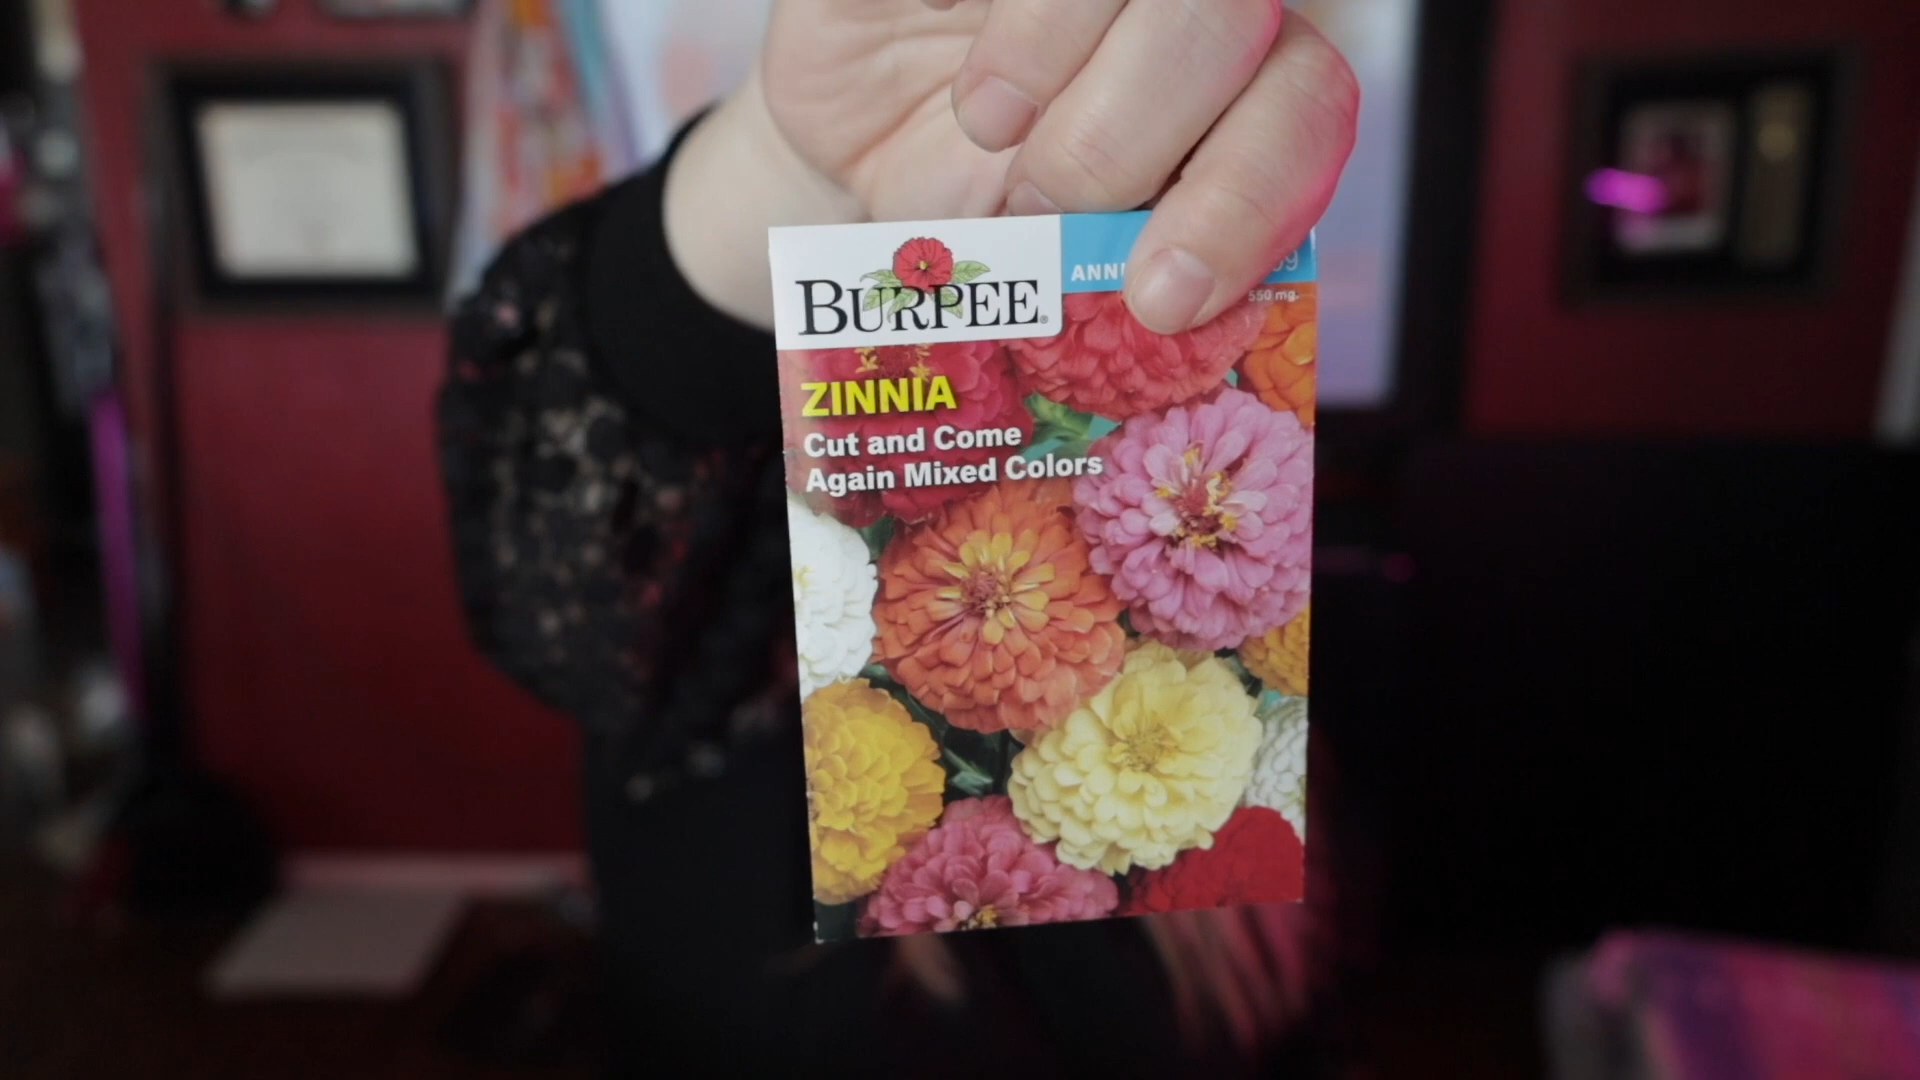 BURPEE®
550 mg.
ZINNIA
Cut and Come
Again Mixed Colors